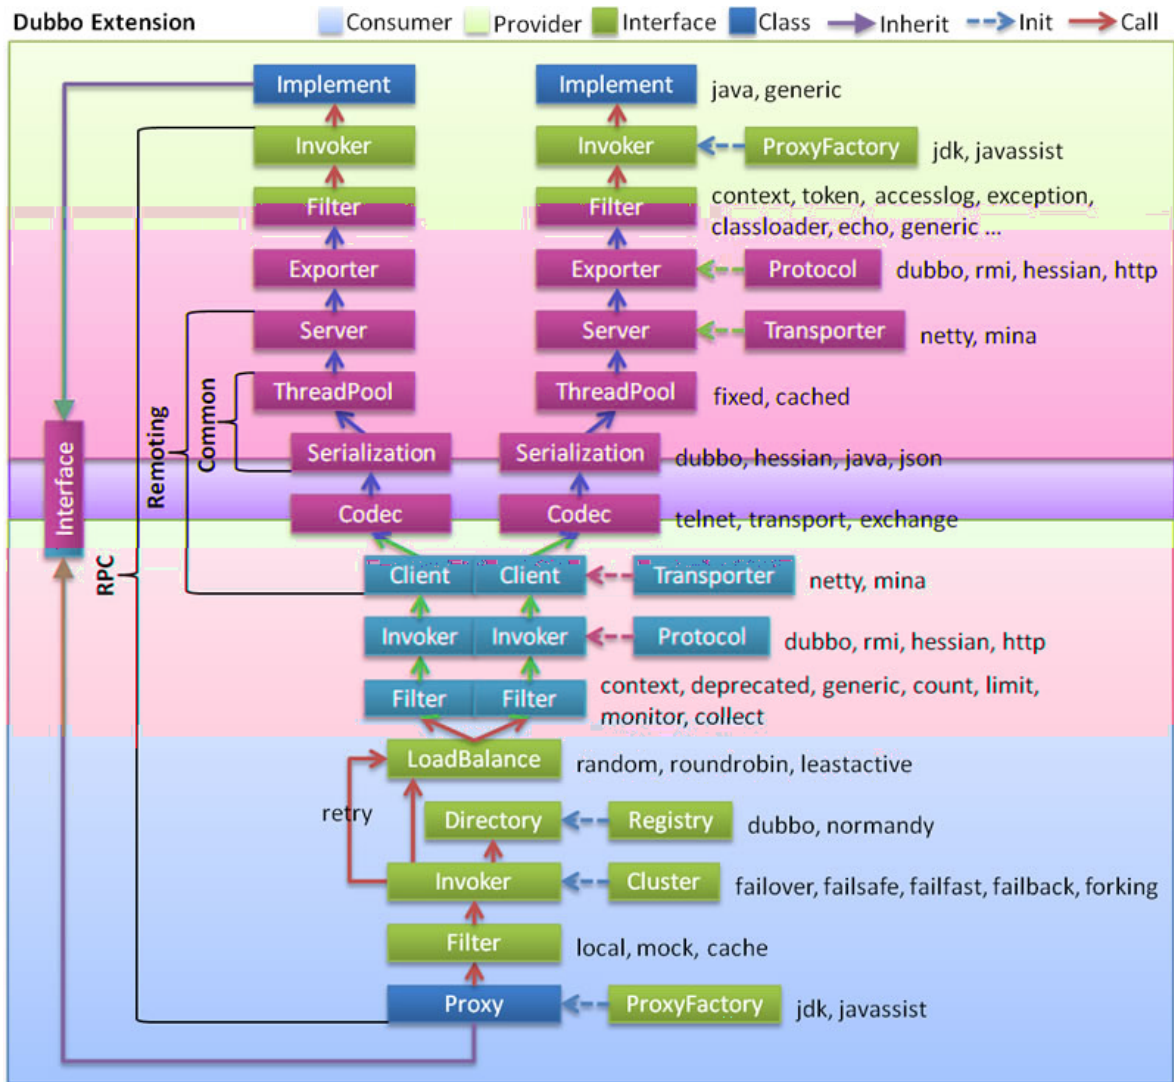 Dubbo Extension Consumer Provider Interface Class Inherit Init Call
Implement Implement java, generic
Invoker Invoker ProxyFactory jdk, javassist
Filter Filter context, token, accesslog, exception,
classloader, echo, generic ...
Exporter Exporter Protocol dubbo, rmi, hessian, http
Server Server Transporter netty, mina
ThreadPool ThreadPool fixed, cached
Common
Remoting
Interface
RPC
Serialization Serialization dubbo, hessian, java, json
Codec Codec telnet, transport, exchange
Client Client Transporter netty, mina
Invoker Invoker Protocol dubbo, rmi, hessian, http
Filter Filter context, deprecated, generic, count, limit,
monitor, collect
LoadBalance random, roundrobin, leastactive
retry
Directory Registry dubbo, normandy
Invoker Cluster failover, failsafe, failfast, failback, forking
Filter local, mock, cache
Proxy ProxyFactory jdk, javassist